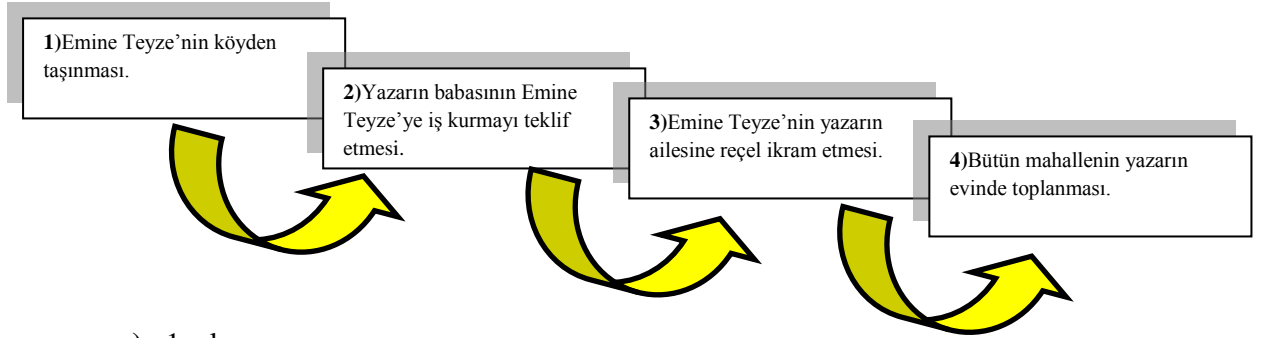 1)Emine Teyze’nin köyden
taşınması.
2)Yazarın babasının Emine
Teyze’ye iş kurmayı teklif
etmesi.
3)Emine Teyze’nin yazarın
ailesine reçel ikram etmesi.
4)Bütün mahallenin yazarın
evinde toplanması.